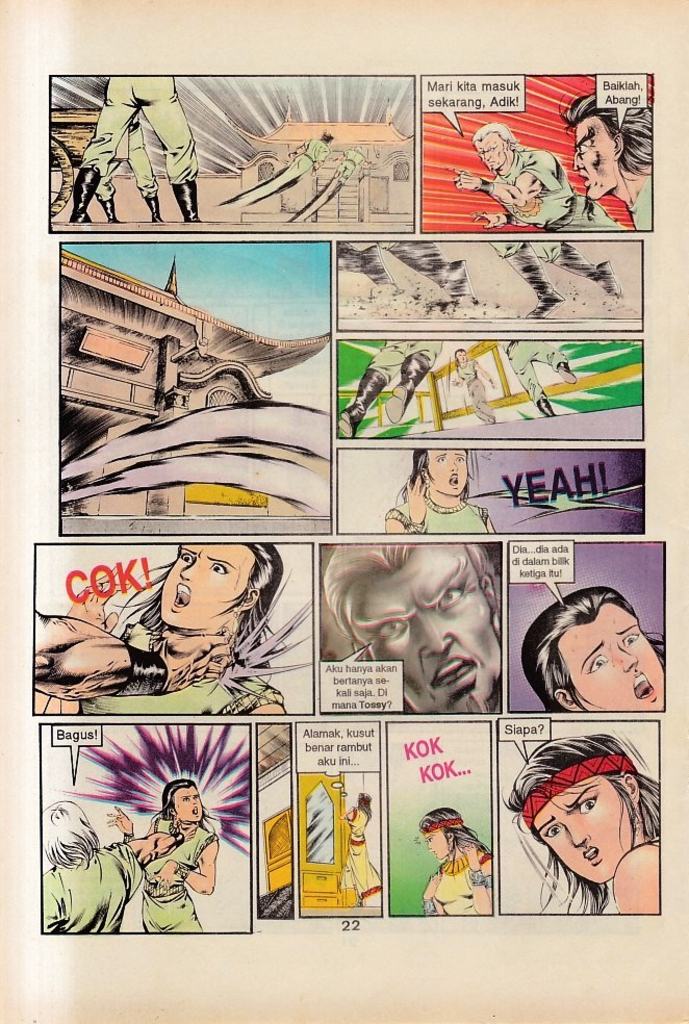 Mari kita masuk
sekarang, Adik!
Baiklah,
Abang!
YEAH!
COK!
Aku hanya akan
bertanya se-
kali saja. Di
mana Tossy?
Dia...dia ada
di dalam bilik
ketiga itu!
Bagus!
Alamak, kusut
benar rambut
aku ini...
KOK
KOK...
Siapa?
22